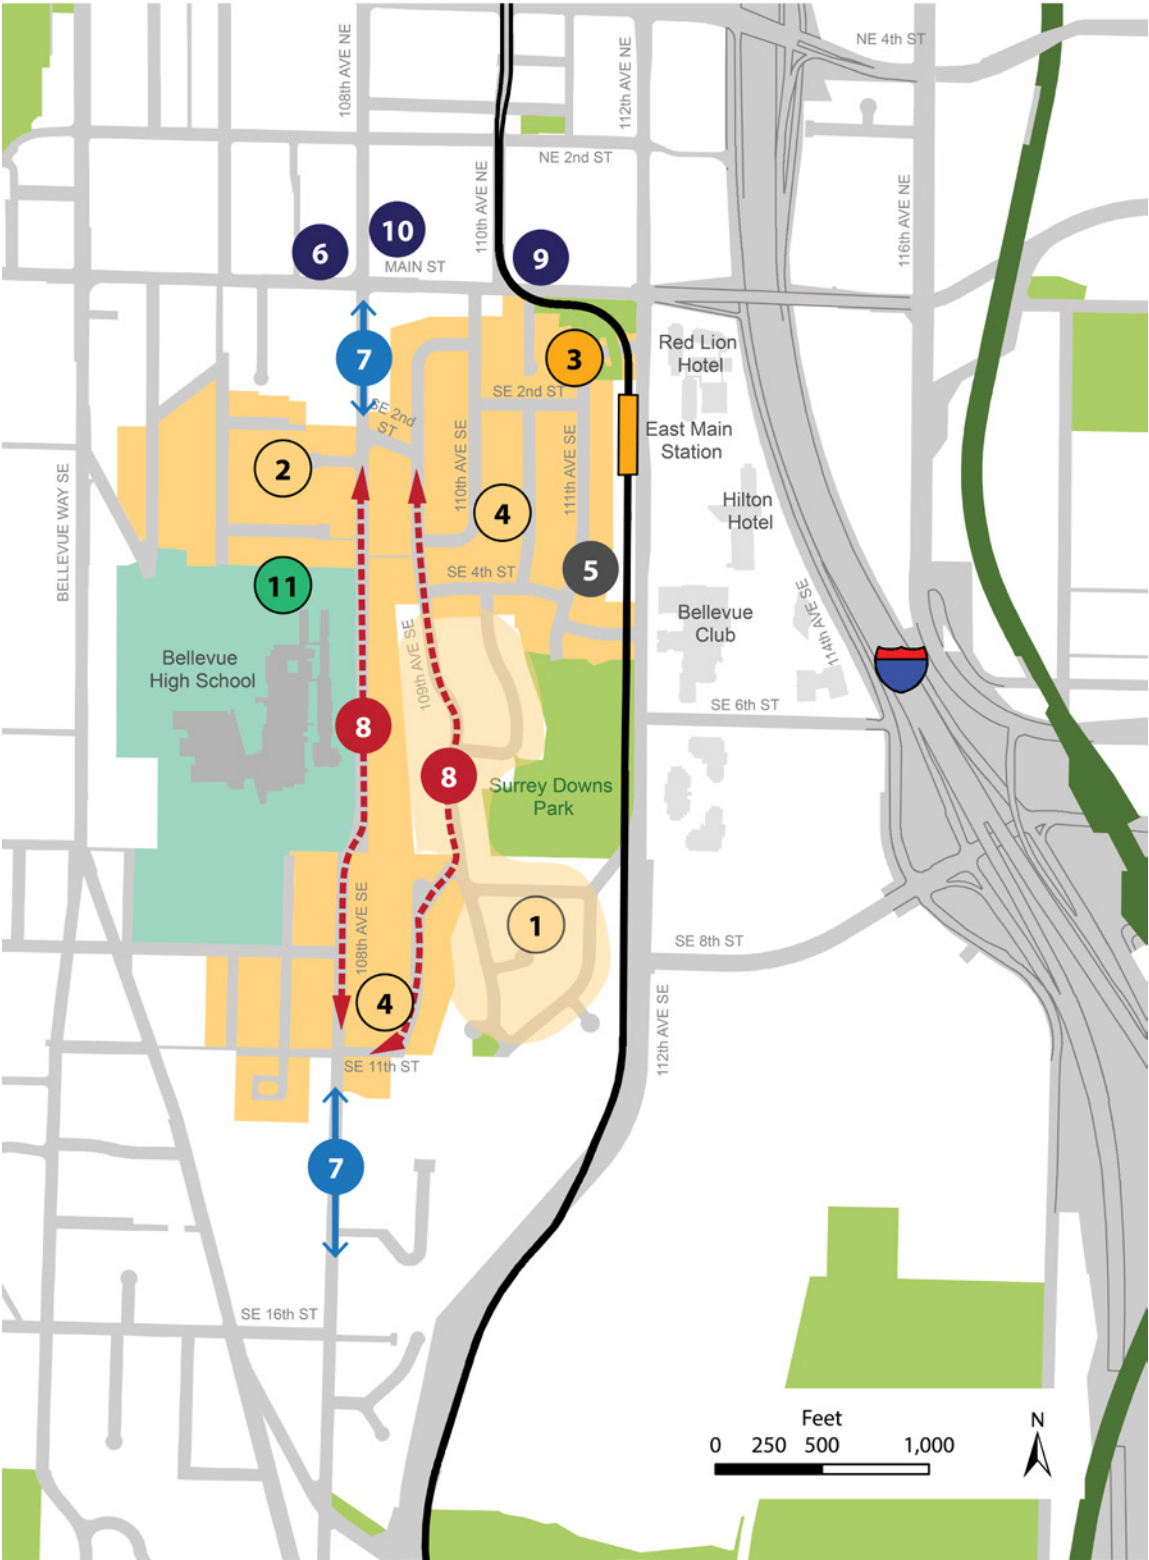 NE 4th ST
108th AVE NE
112th AVE NE
NE 2nd ST
110th AVE NE
116th AVE NE
10
6
9
MAIN ST
7
3
Red Lion
Hotel
SE 2nd ST
SE 2nd
ST
East Main
Station
2
110th AVE SE
111th AVE SE
4
Hilton
Hotel
BELLEVUE WAY SE
11
SE 4th ST
5
Bellevue
Club
114th AVE SE
Bellevue
High School
109th AVE SE
8
SE 6th ST
8
Surrey Downs
Park
1
108th AVE SE
SE 8th ST
4
112th AVE SE
SE 11th ST
7
SE 16th ST
Feet
0 250 500 1,000
N